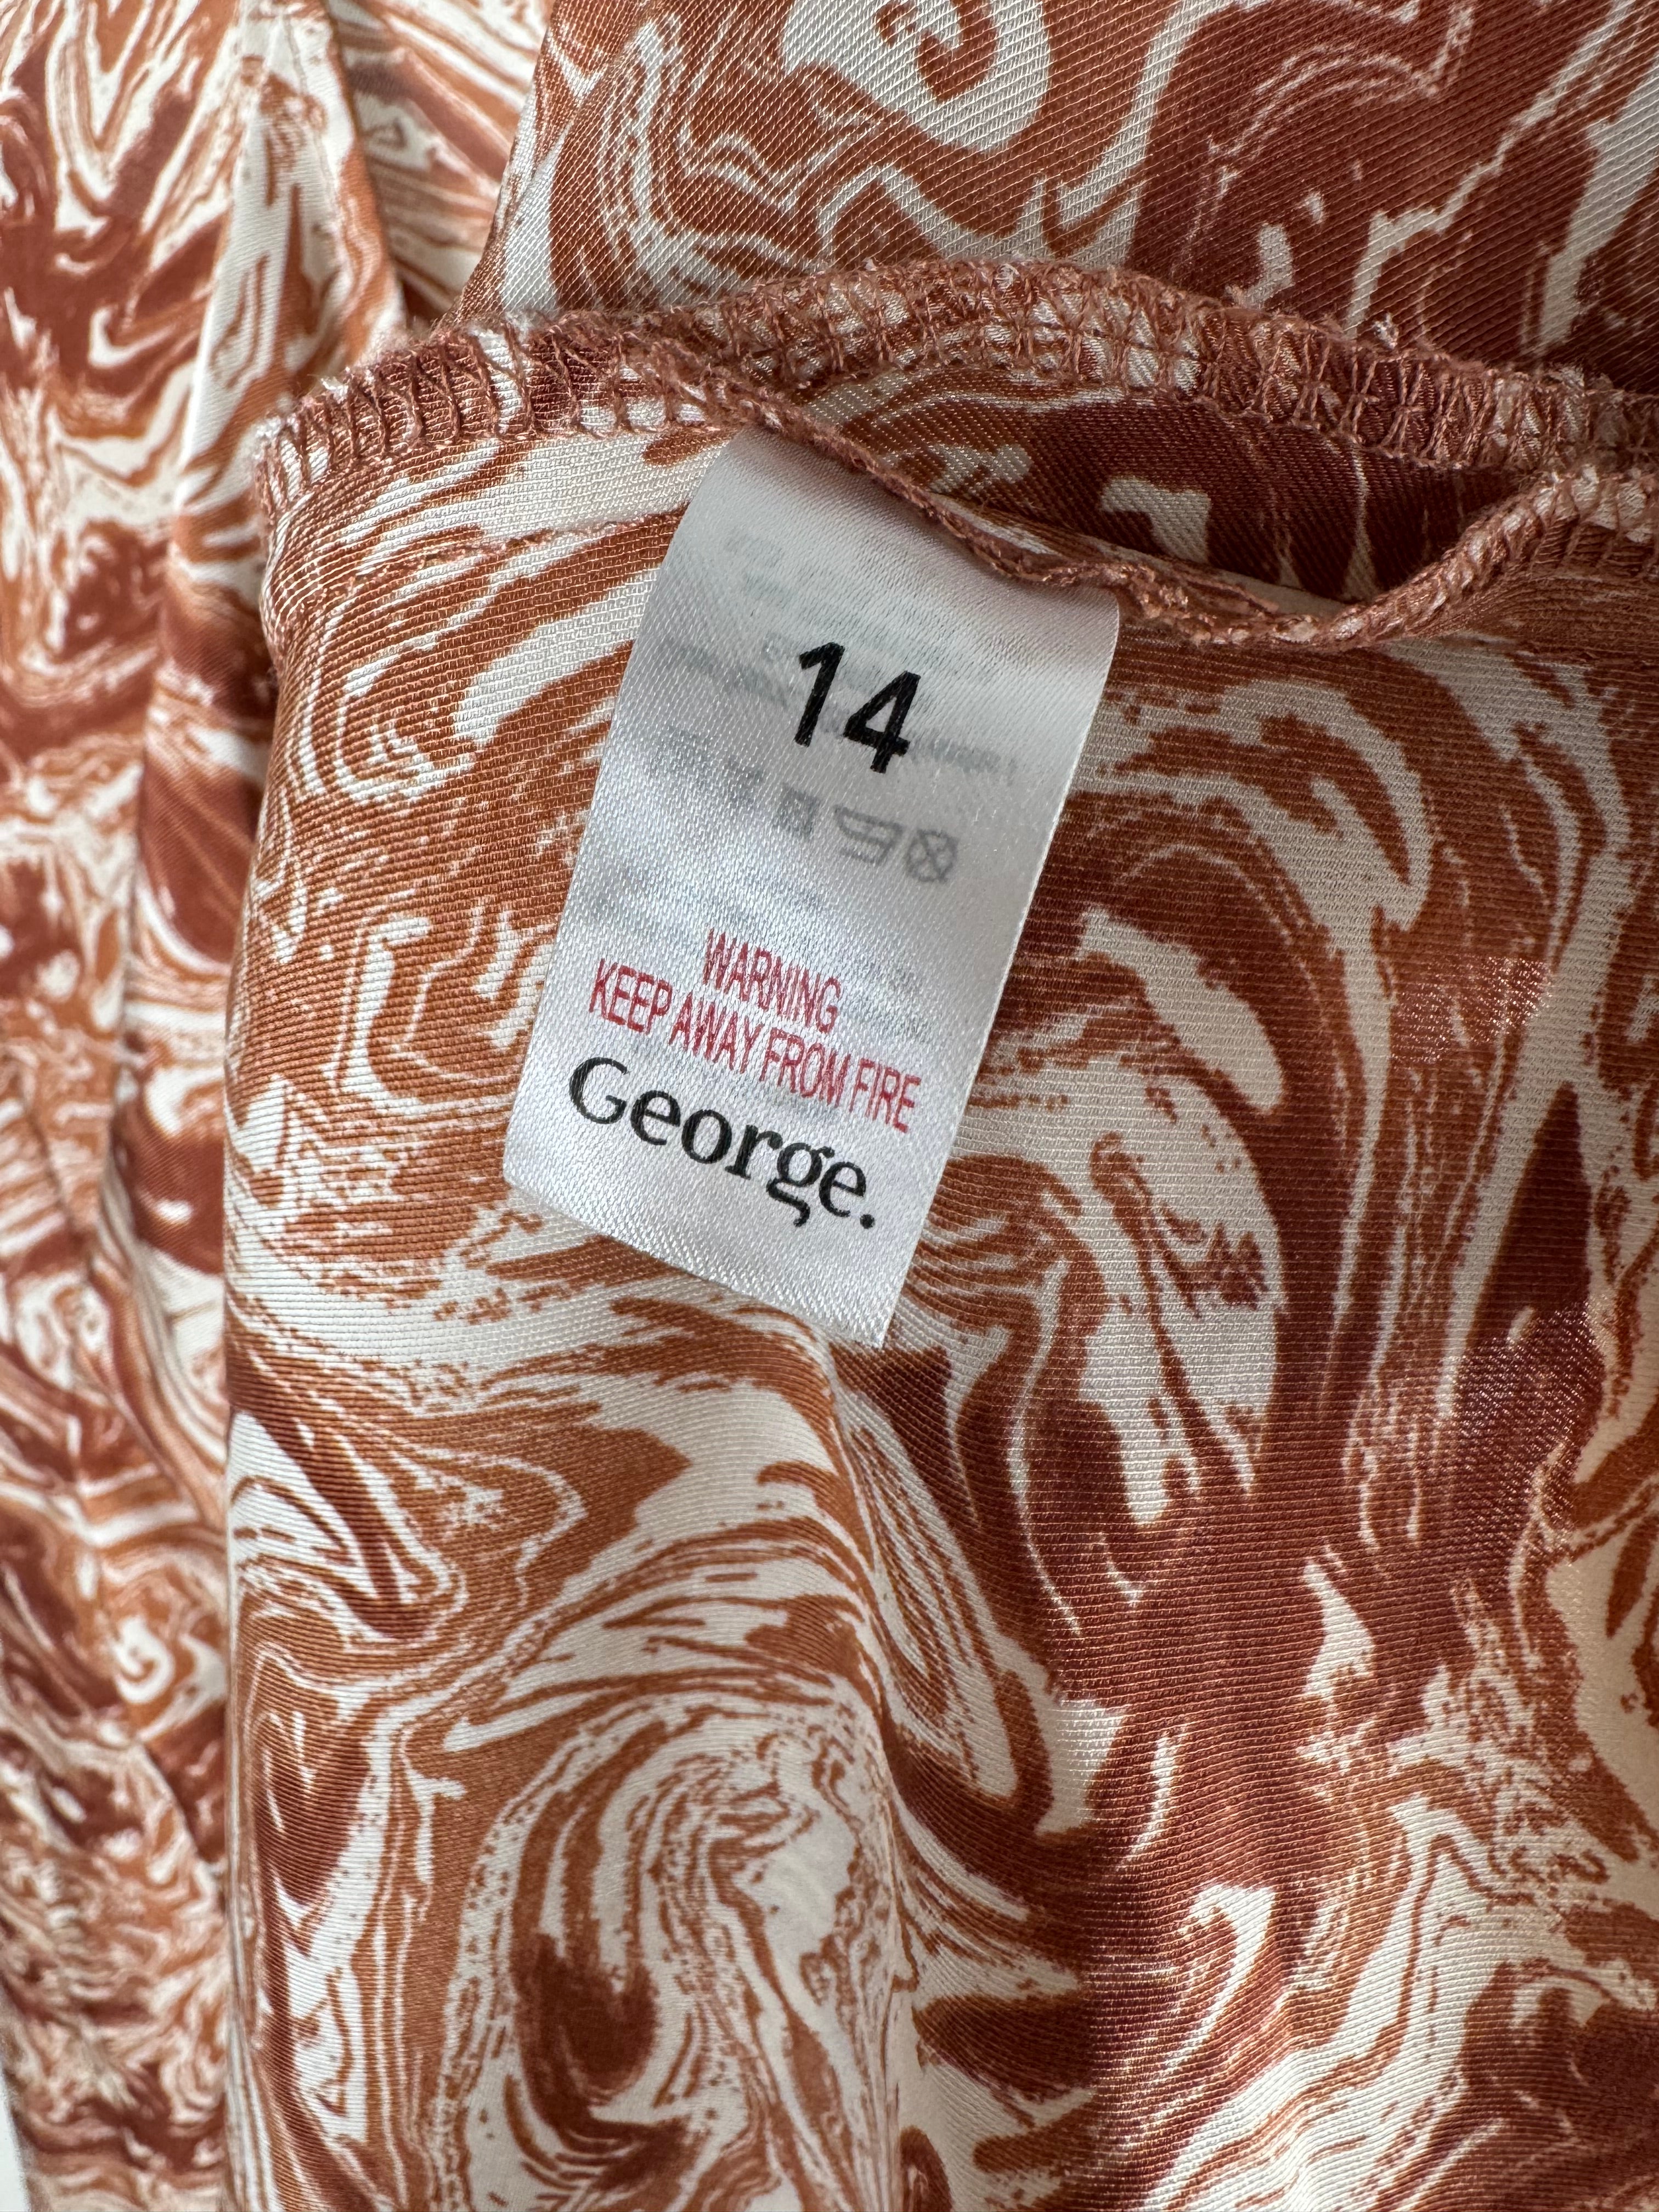 14
WARNING
KEEP AWAY FROM FIRE
George.